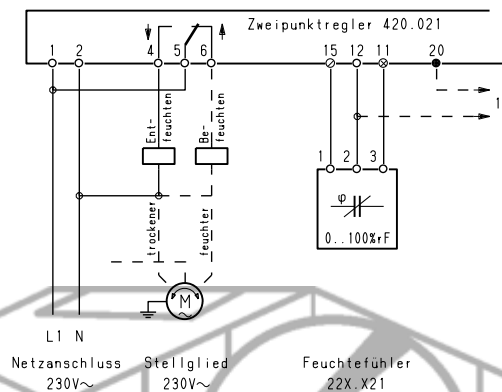 Zweipunktregler 420.021
1 2 4 5 6 15 12 11 20
Ent-
feuchten
Be-
feuchten
1
1 2 3
φ
0..100%rF
trockener
feuchter
M
~
L1 N
Netzanschluss Stellglied Feuchtefühler
230V~ 230V~ 22X.X21